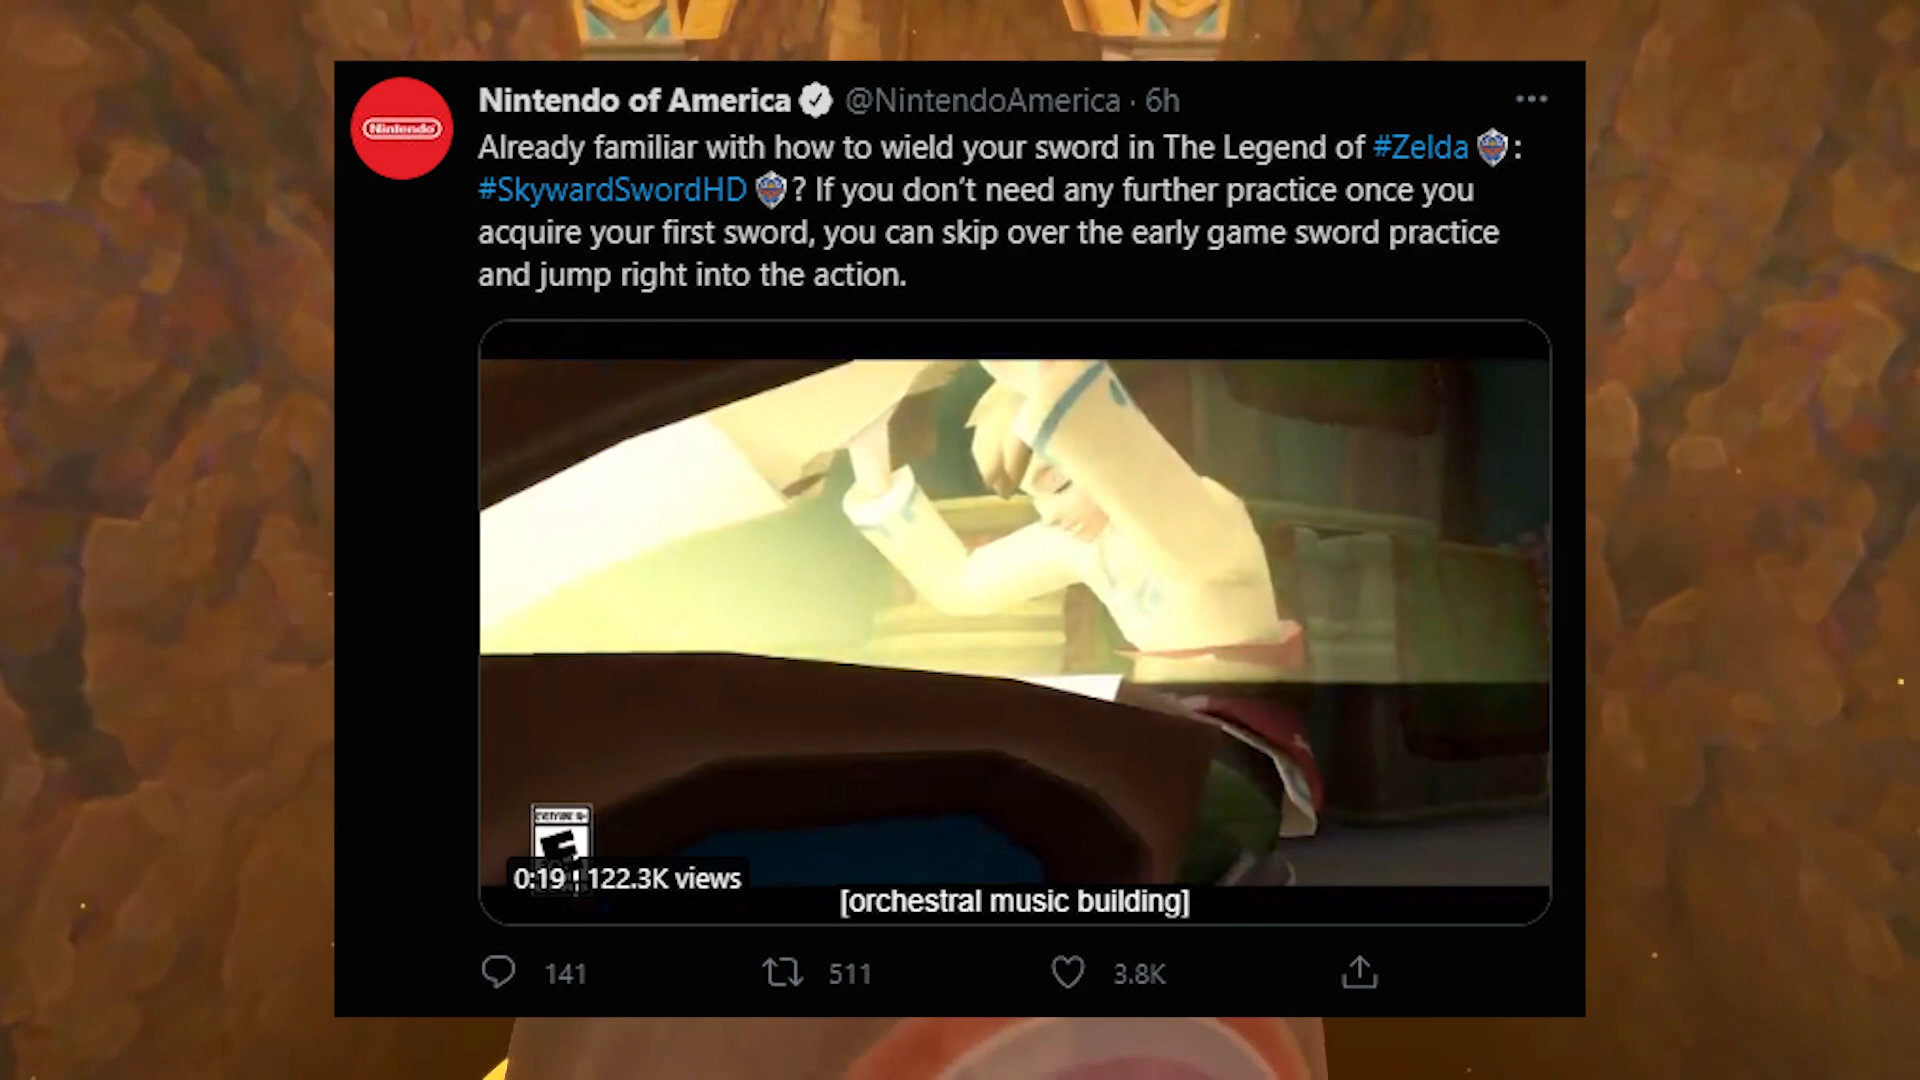 Nintendo of America @NintendoAmerica · 6h
Nintendo
Already familiar with how to wield your sword in The Legend of #Zelda :
#SkywardSwordHD ? If you don’t need any further practice once you
acquire your first sword, you can skip over the early game sword practice
and jump right into the action.
EVERYONE 10+
E
0:19 122.3K views
[orchestral music building]
141 511 3.8K